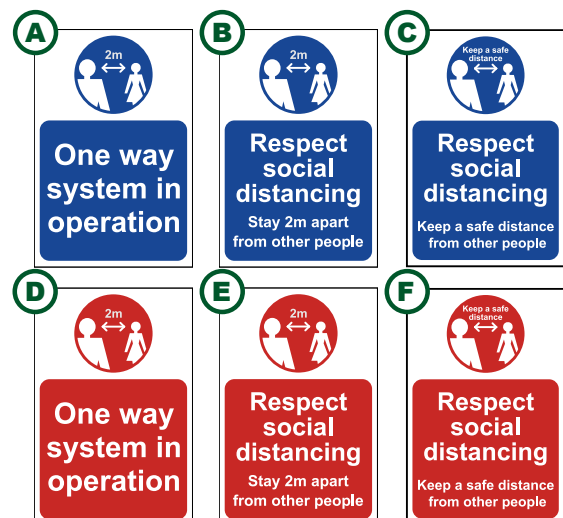 A
2m
One way
system in
operation
B
2m
Respect
social
distancing
Stay 2m apart
from other people
C
Keep a safe
distance
Respect
social
distancing
Keep a safe distance
from other people
D
2m
One way
system in
operation
E
2m
Respect
social
distancing
Stay 2m apart
from other people
F
Keep a safe
distance
Respect
social
distancing
Keep a safe distance
from other people